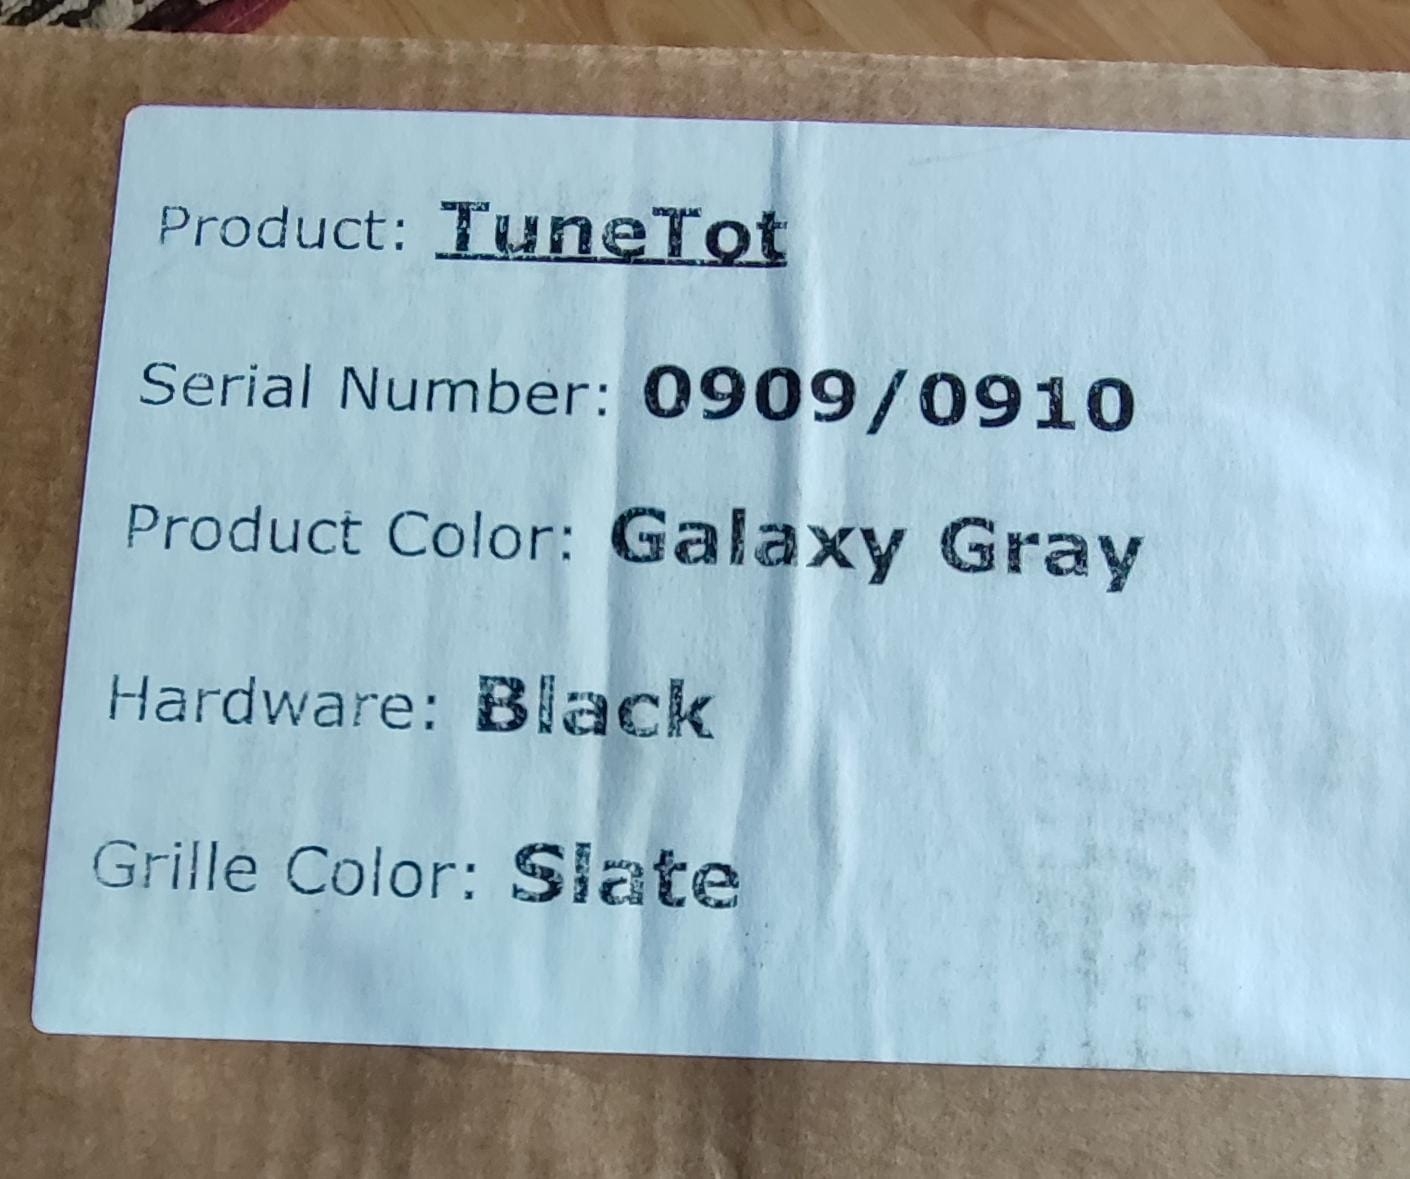 Product: TuneTot
Serial Number: 0909/0910
Product Color: Galaxy Gray
Hardware: Black
Grille Color: Slate